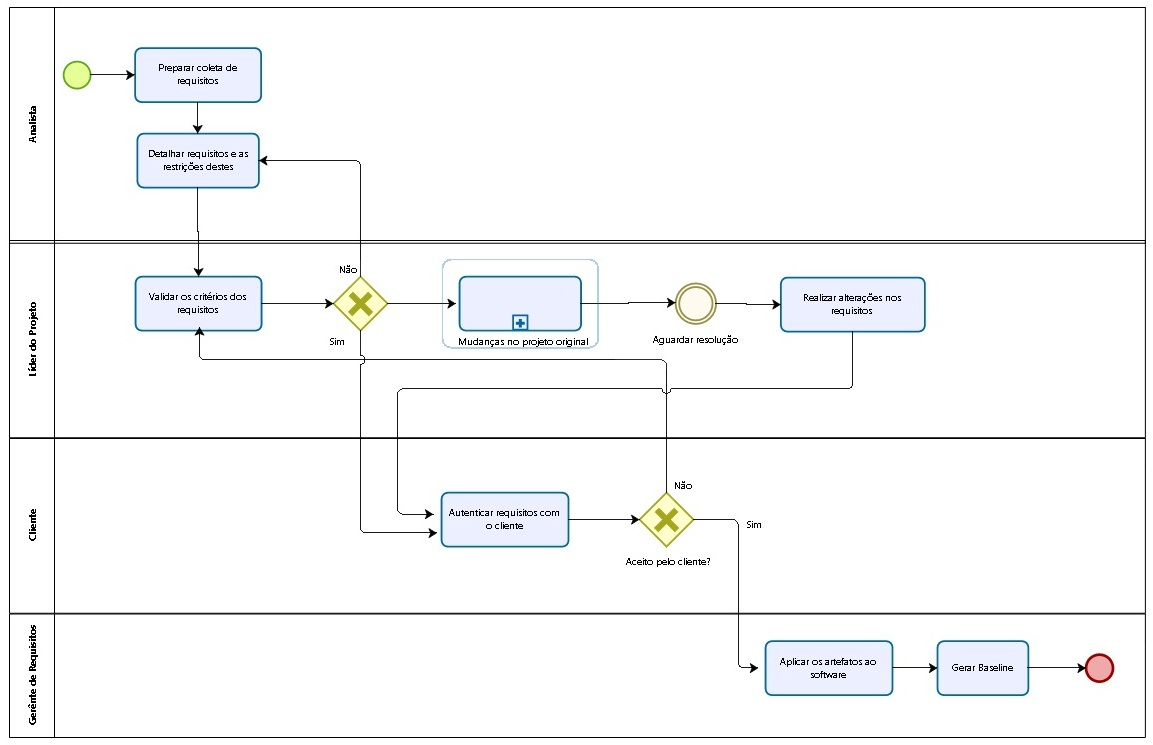 Analista
Preparar coleta de
requisitos
Detalhar requisitos e as
restrições destes
Líder do Projeto
Validar os critérios dos
requisitos
Não
Sim
Mudanças no projeto original
Aguardar resolução
Realizar alterações nos
requisitos
Cliente
Autenticar requisitos com
o cliente
Não
Sim
Aceito pelo cliente?
Gerênte de Requisitos
Aplicar os artefatos ao
software
Gerar Baseline